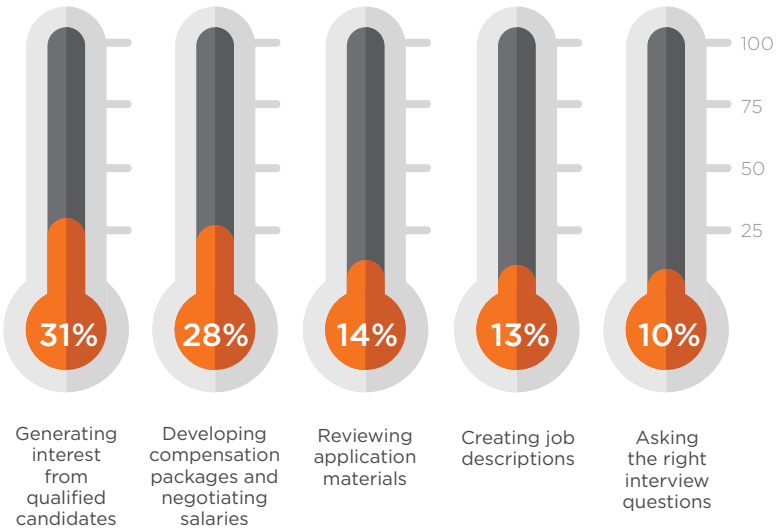 100
75
50
25
31%
28%
14%
13%
10%
Generating
interest
from
qualified
candidates
Developing
compensation
packages and
negotiating
salaries
Reviewing
application
materials
Creating job
descriptions
Asking
the right
interview
questions